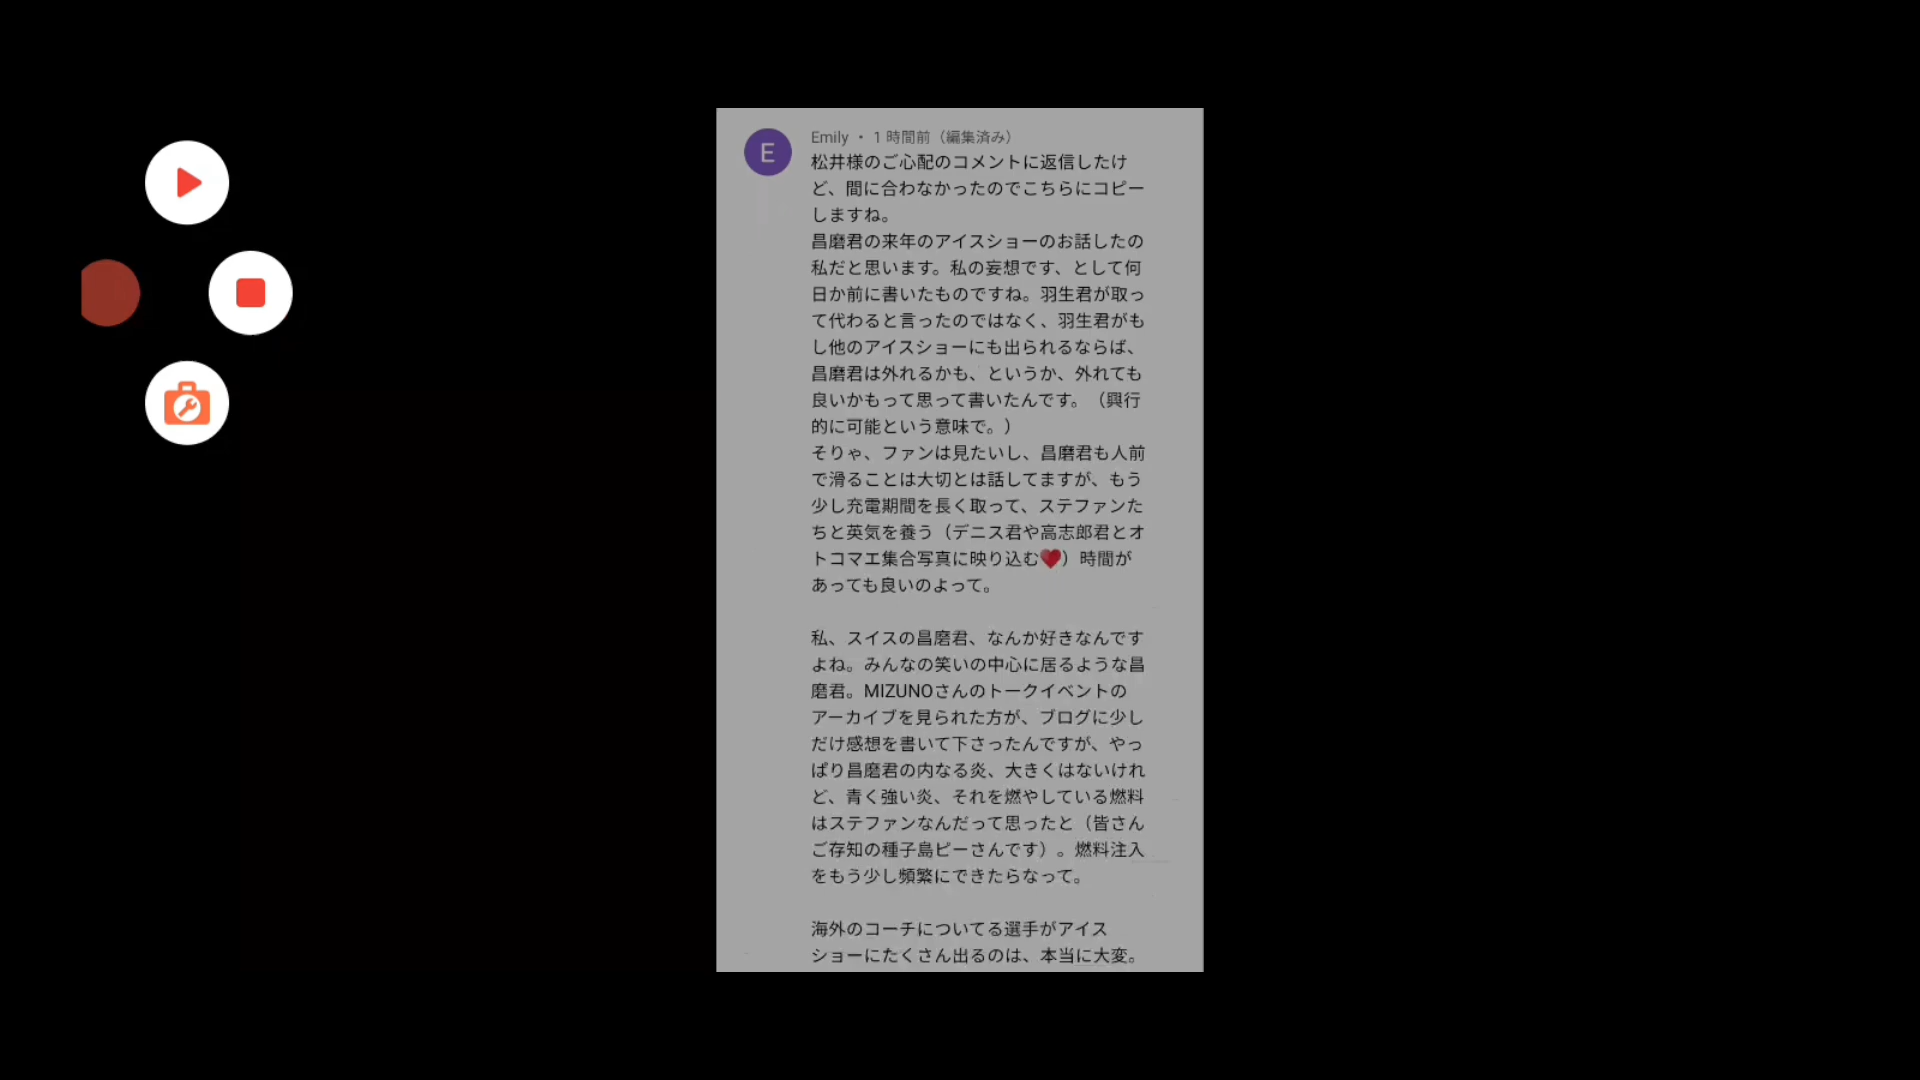 E
Emily ・ 1 時間前（編集済み）
松井様のご心配のコメントに返信したけ
ど、間に合わなかったのでこちらにコピー
しますね。
昌磨君の来年のアイスショーのお話したの
私だと思います。私の妄想です、として何
日か前に書いたものですね。羽生君が取っ
て代わると言ったのではなく、羽生君がも
し他のアイスショーにも出られるならば、
昌磨君は外れるかも、というか、外れても
良いかもって思って書いたんです。（興行
的に可能という意味で。）
そりゃ、ファンは見たいし、昌磨君も人前
で滑ることは大切とは話してますが、もう
少し充電期間を長く取って、ステファンた
ちと英気を養う（デニス君や高志郎君とオ
トコマエ集合写真に映り込む❤️）時間が
あっても良いのよって。
私、スイスの昌磨君、なんか好きなんです
よね。みんなの笑いの中心に居るような昌
磨君。MIZUNOさんのトークイベントの
アーカイブを見られた方が、ブログに少し
だけ感想を書いて下さったんですが、やっ
ぱり昌磨君の内なる炎、大きくはないけれ
ど、青く強い炎、それを燃やしている燃料
はステファンなんだって思ったと（皆さん
ご存知の種子島ピーさんです）。燃料注入
をもう少し頻繁にできたらなって。
海外のコーチについてる選手がアイス
ショーにたくさん出るのは、本当に大変。